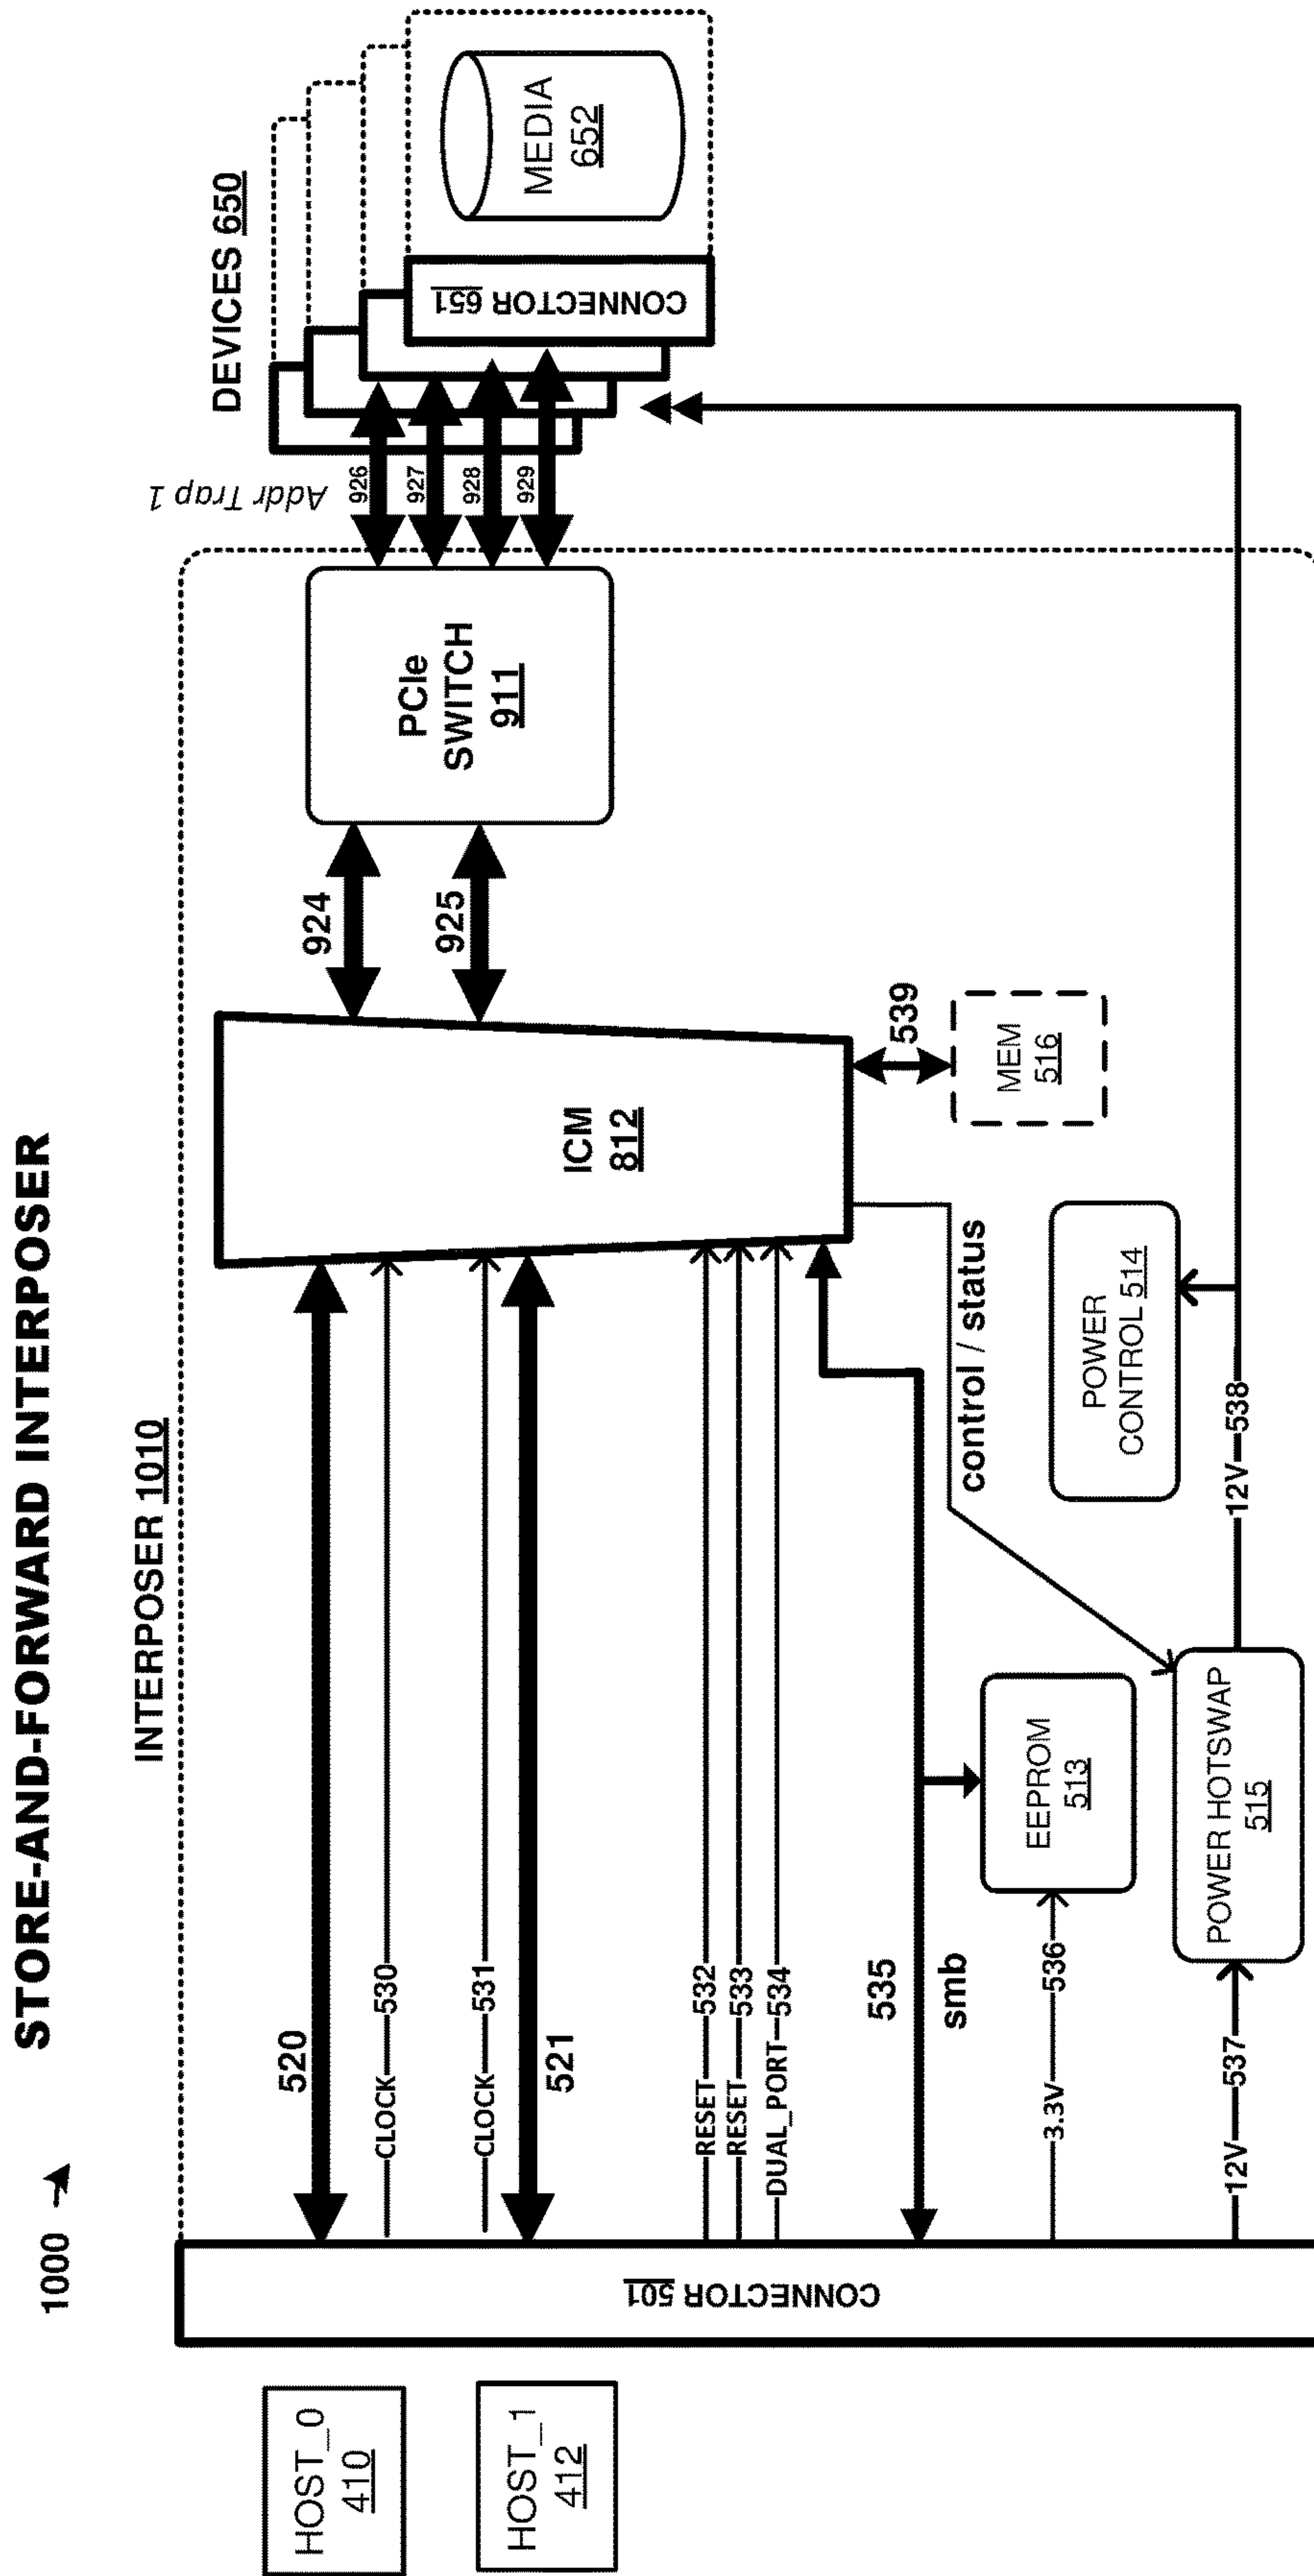 STORE-AND-FORWARD INTERPOSER
1000
INTERPOSER 1010
HOST_0
410
HOST_1
412
CONNECTOR 501
520
CLOCK 530
CLOCK 531
521
RESET 532
RESET 533
DUAL_PORT 534
535
smb
3.3V 536
12V 537
EEPROM
513
POWER HOTSWAP
515
control / status
POWER
CONTROL 514
12V 538
ICM
812
539
MEM
516
924
925
PCIe
SWITCH
911
Addr Trap 1
926
927
928
929
DEVICES 650
CONNECTOR 651
MEDIA
652